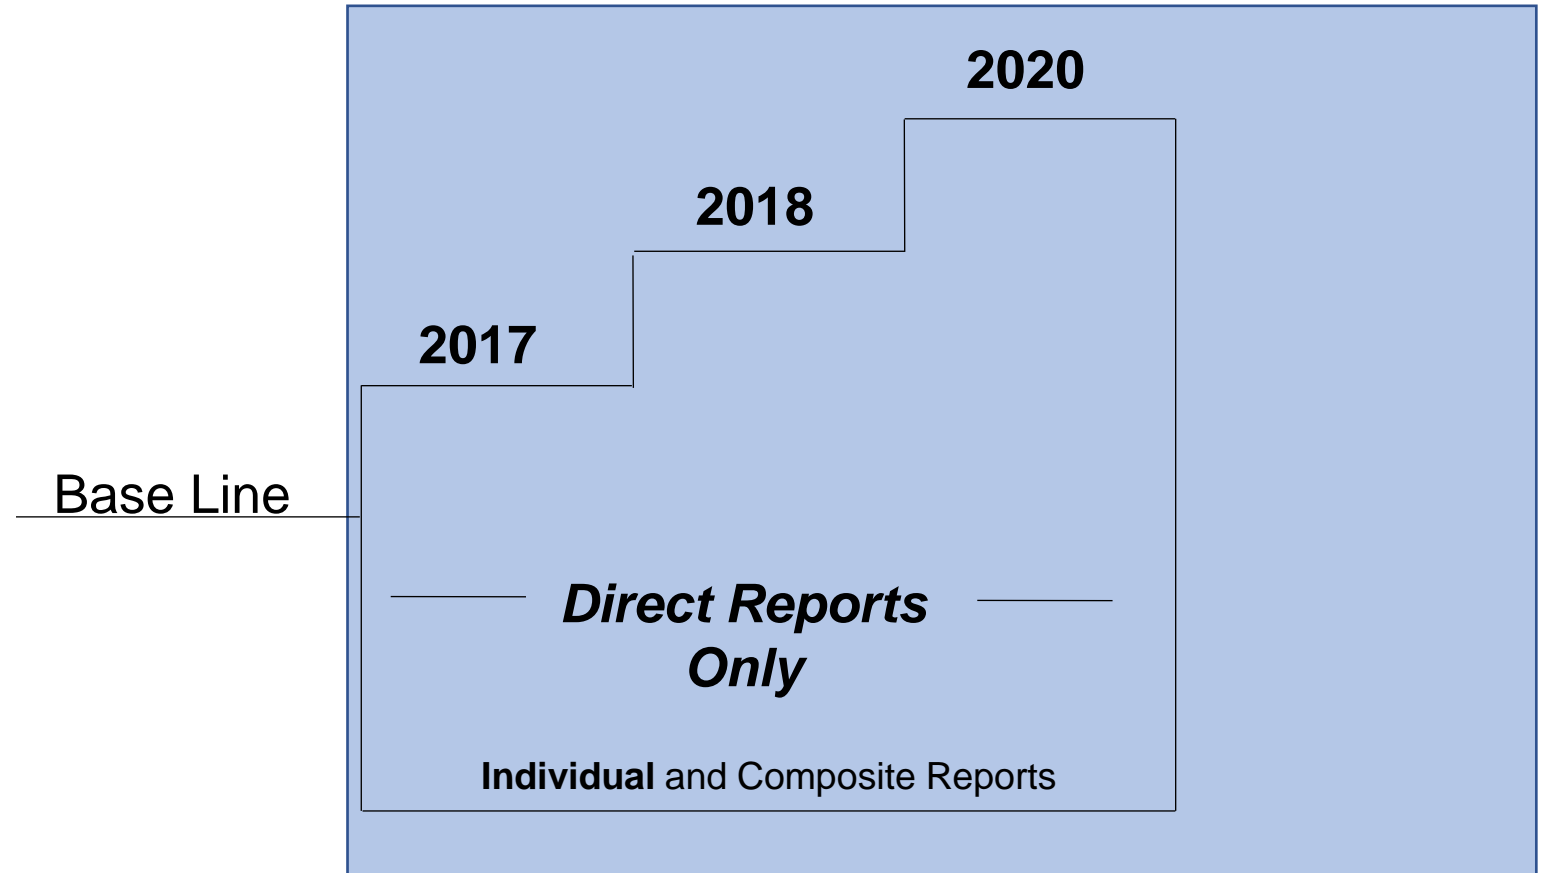 2020
2018
2017
Base Line
Direct Reports
Only
Individual and Composite Reports